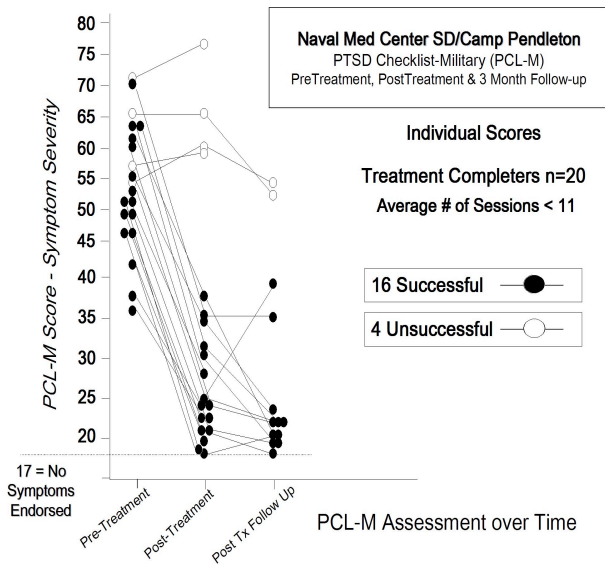 Naval Med Center SD/Camp Pendleton
PTSD Checklist-Military (PCL-M)
PreTreatment, PostTreatment & 3 Month Follow-up
Individual Scores
Treatment Completers n=20
Average # of Sessions < 11
16 Successful
4 Unsuccessful
PCL-M Score - Symptom Severity
80
75
70
65
60
55
50
45
40
35
30
25
20
17 = No
Symptoms
Endorsed
Pre-Treatment
Post-Treatment
Post Tx Follow Up
PCL-M Assessment over Time